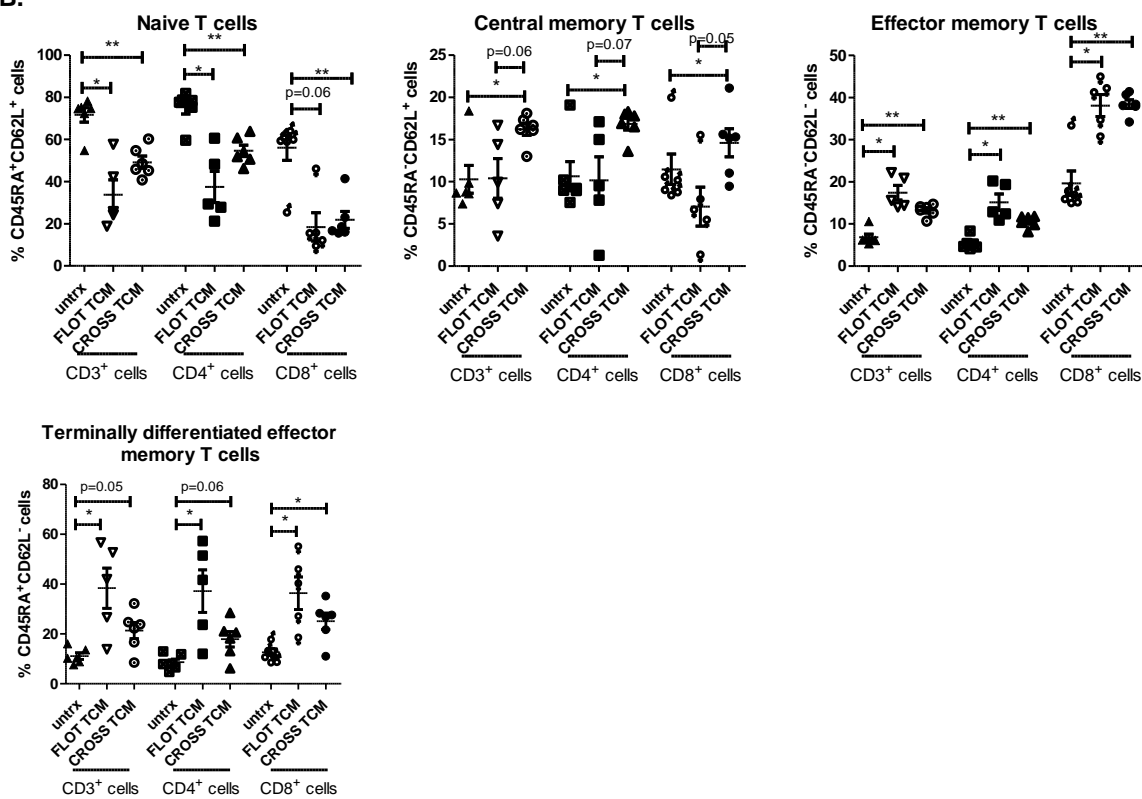 B.
Naive T cells
% CD45RA⁺CD62L⁺ cells
100
80
60
40
20
0
**
*
**
*
**
p=0.06
untrx
FLOT TCM
CROSS TCM
untrx
FLOT TCM
CROSS TCM
untrx
FLOT TCM
CROSS TCM
CD3⁺ cells
CD4⁺ cells
CD8⁺ cells
Central memory T cells
% CD45RA⁻CD62L⁺ cells
25
20
15
10
5
0
p=0.06
*
p=0.07
*
p=0.05
*
untrx
FLOT TCM
CROSS TCM
untrx
FLOT TCM
CROSS TCM
untrx
FLOT TCM
CROSS TCM
CD3⁺ cells
CD4⁺ cells
CD8⁺ cells
Effector memory T cells
% CD45RA⁻CD62L⁻ cells
50
40
30
20
10
0
**
*
**
*
**
*
untrx
FLOT TCM
CROSS TCM
untrx
FLOT TCM
CROSS TCM
untrx
FLOT TCM
CROSS TCM
CD3⁺ cells
CD4⁺ cells
CD8⁺ cells
Terminally differentiated effector
memory T cells
% CD45RA⁺CD62L⁻ cells
80
60
40
20
0
p=0.05
*
p=0.06
*
*
*
untrx
FLOT TCM
CROSS TCM
untrx
FLOT TCM
CROSS TCM
untrx
FLOT TCM
CROSS TCM
CD3⁺ cells
CD4⁺ cells
CD8⁺ cells